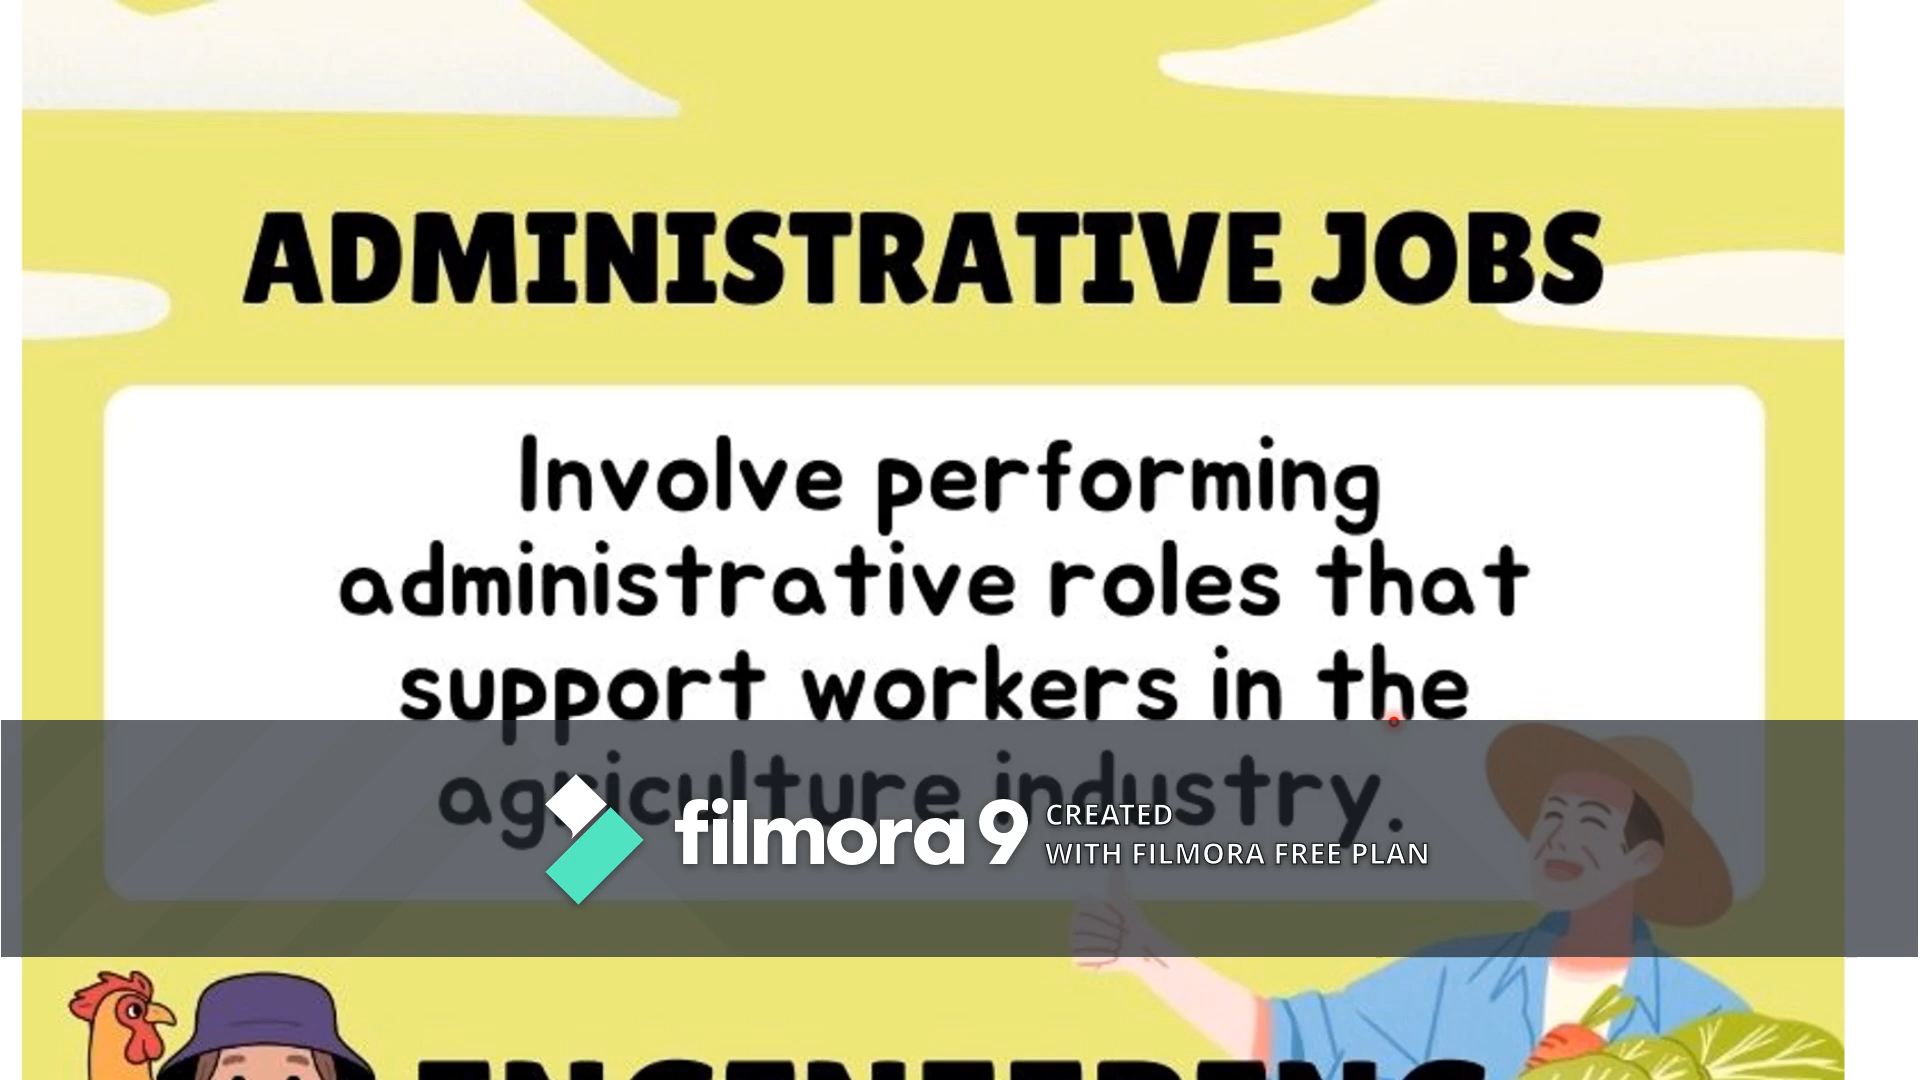 ADMINISTRATIVE JOBS
Involve performing
administrative roles that
support workers in the
agriculture industry.
filmora 9 CREATED
WITH FILMORA FREE PLAN